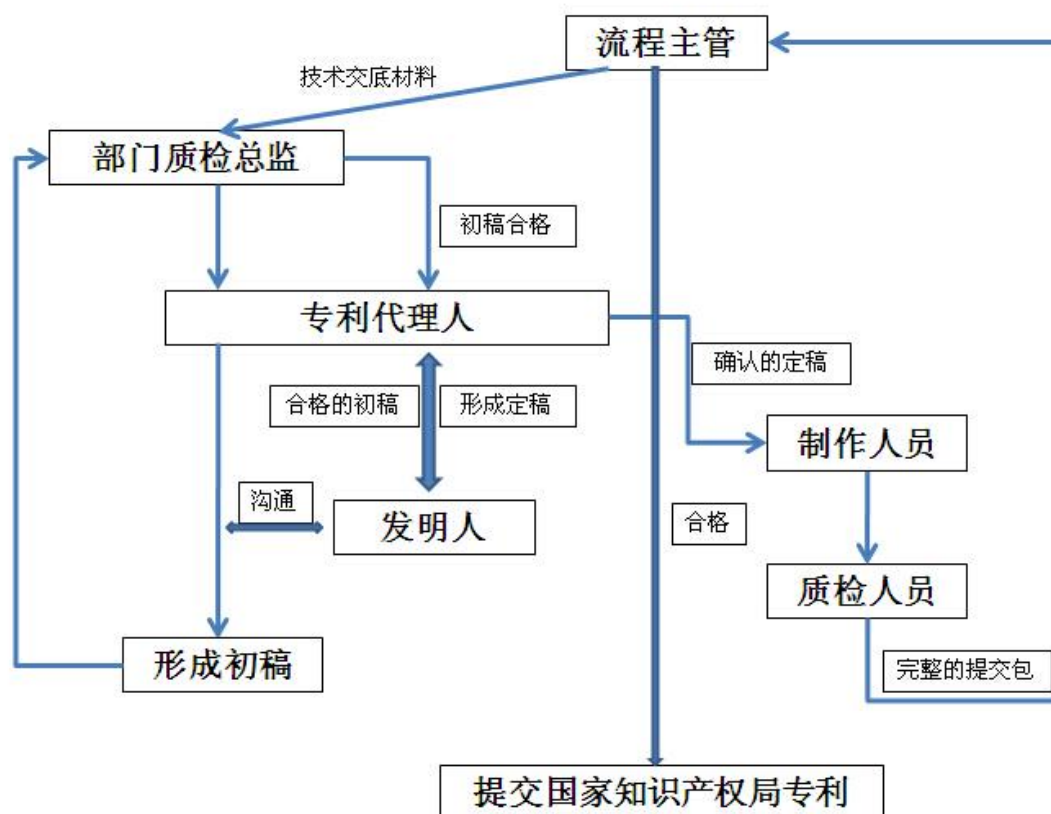 流程主管
技术交底材料
部门质检总监
初稿合格
专利代理人
确认的定稿
合格的初稿
形成定稿
制作人员
沟通
发明人
合格
质检人员
形成初稿
完整的提交包
提交国家知识产权局专利